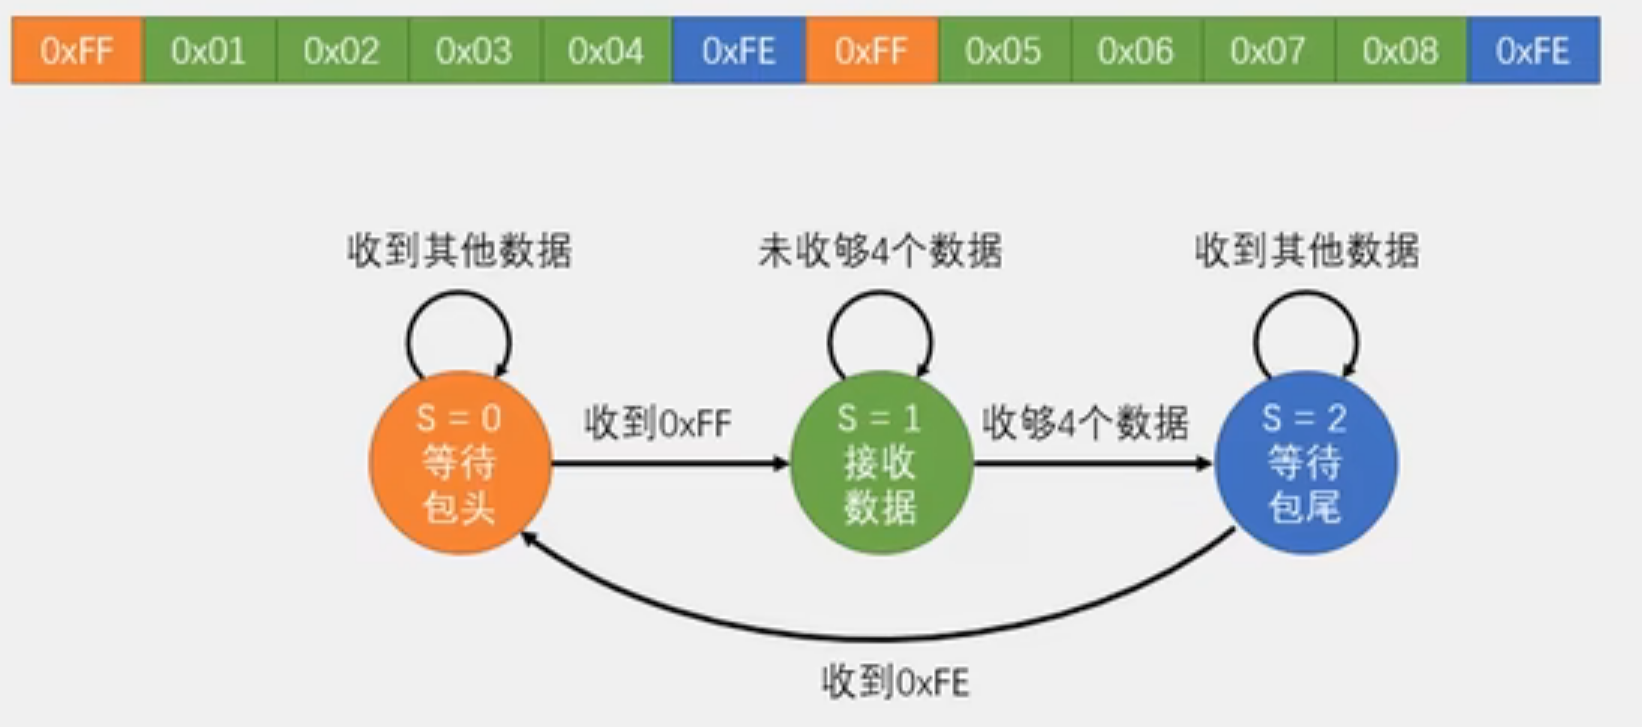 0xFF 0x01 0x02 0x03 0x04 0xFE 0xFF 0x05 0x06 0x07 0x08 0xFE
收到其他数据
未收够4个数据
收到其他数据
S = 0
等待
包头
收到0xFF
S = 1
接收
数据
收够4个数据
S = 2
等待
包尾
收到0xFE